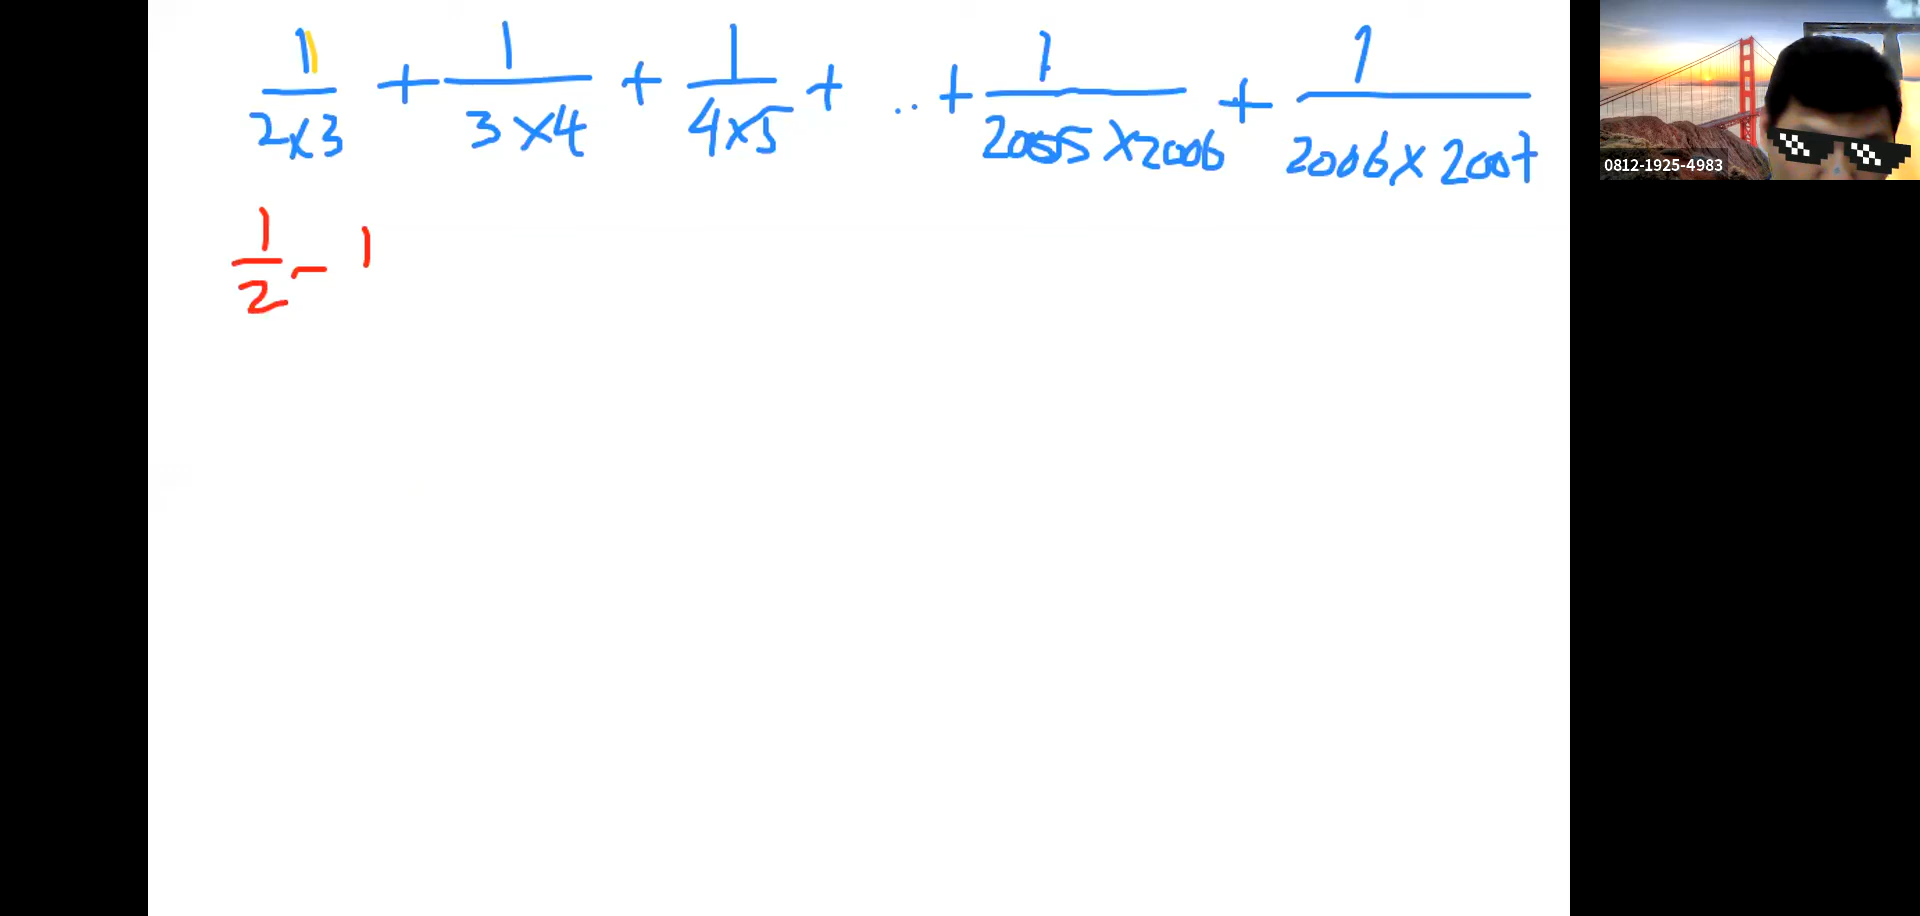 1/(2x3) + 1/(3x4) + 1/(4x5) + .. + 1/(2005x2006) + 1/(2006x2007)
1/2 - 1
0812-1925-4983